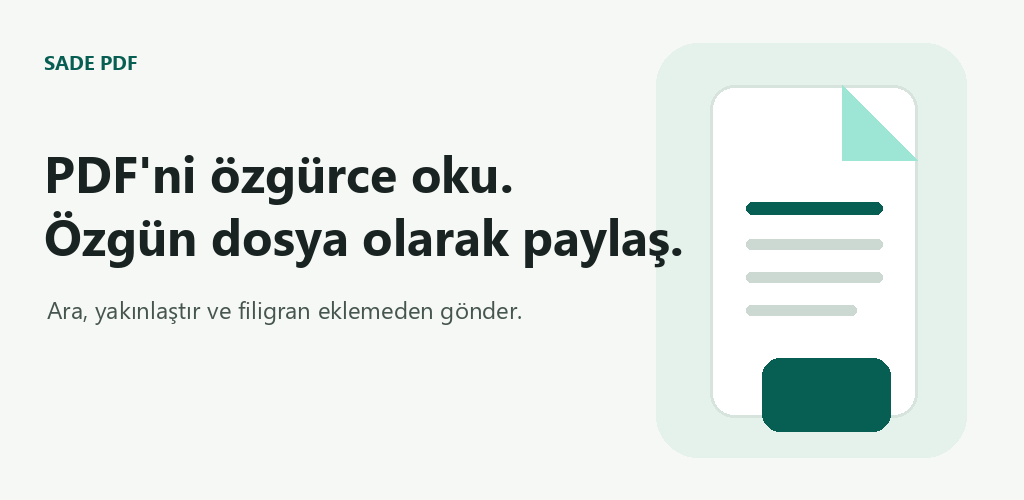 SADE PDF
PDF'ni özgürce oku.
Özgün dosya olarak paylaş.
Ara, yakınlaştır ve filigran eklemeden gönder.